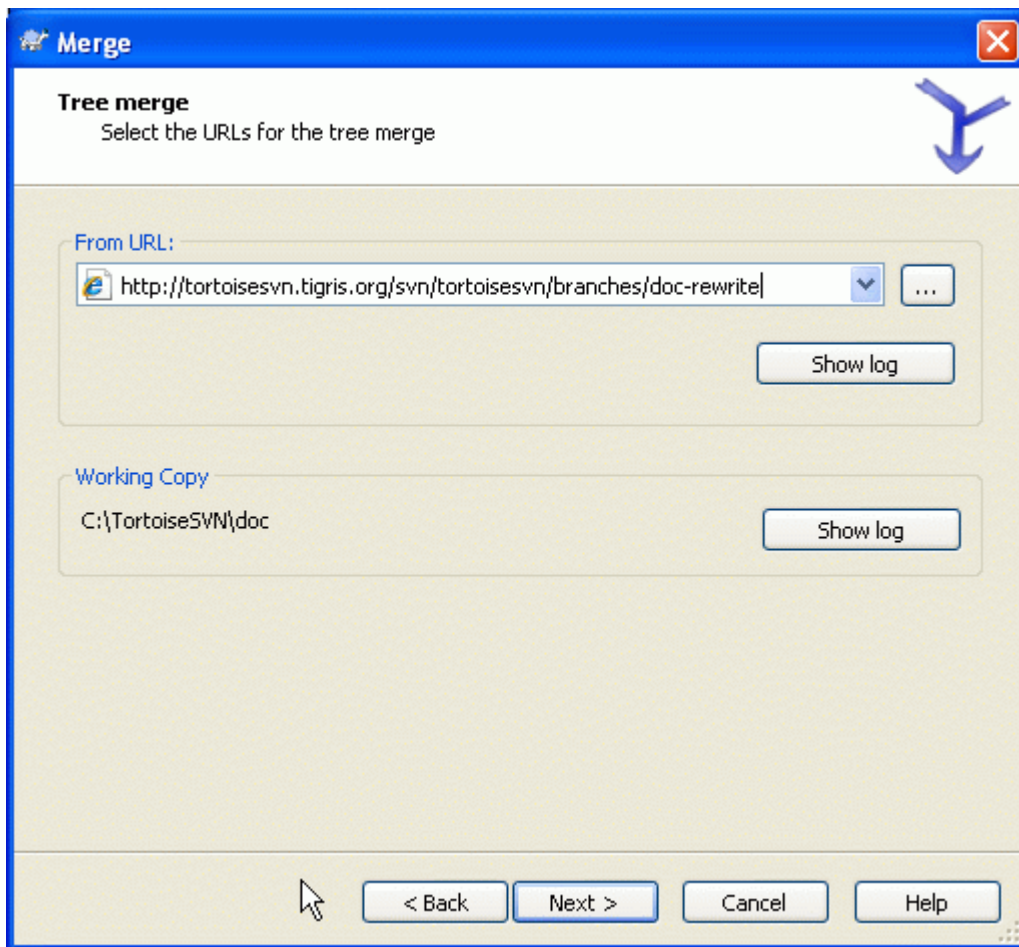 Merge
Tree merge
Select the URLs for the tree merge
From URL:
http://tortoisesvn.tigris.org/svn/tortoisesvn/branches/doc-rewrite
...
Show log
Working Copy
C:\TortoiseSVN\doc
Show log
< Back Next > Cancel Help